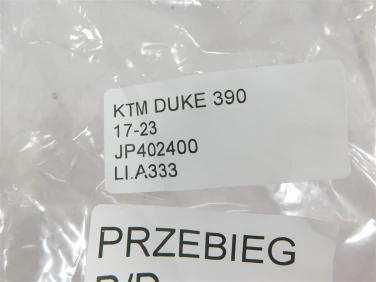 KTM DUKE 390
17-23
JP402400
LI.A333
PRZEBIEG